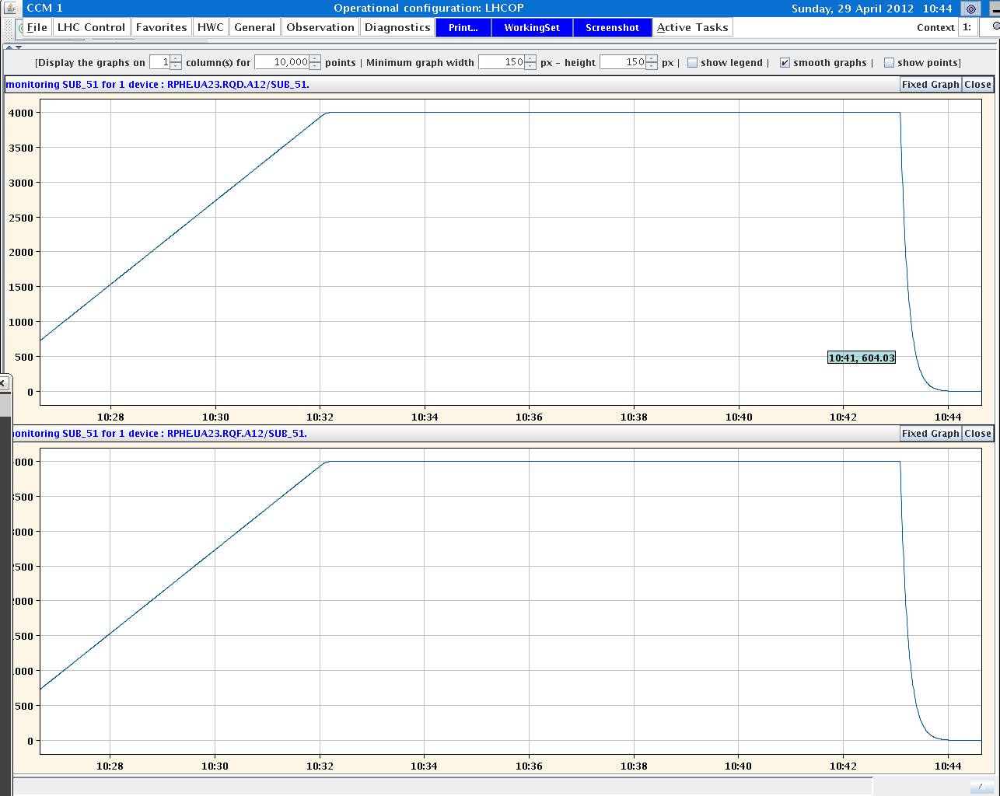 CCM 1 Operational configuration: LHCOP Sunday, 29 April 2012 10:44
File LHC Control Favorites HWC General Observation Diagnostics Print... WorkingSet Screenshot Active Tasks Context 1:
[Display the graphs on 1 column(s) for 10,000 points | Minimum graph width 150 px - height 150 px | show legend | smooth graphs | show points]
monitoring SUB_51 for 1 device : RPHE.UA23.RQD.A12/SUB_51. Fixed Graph Close
4000
3500
3000
2500
2000
1500
1000
500
10:41, 604.03
0
10:28 10:30 10:32 10:34 10:36 10:38 10:40 10:42 10:44
onitoring SUB_51 for 1 device : RPHE.UA23.RQF.A12/SUB_51. Fixed Graph Close
000
500
000
500
000
500
000
500
0
10:28 10:30 10:32 10:34 10:36 10:38 10:40 10:42 10:44